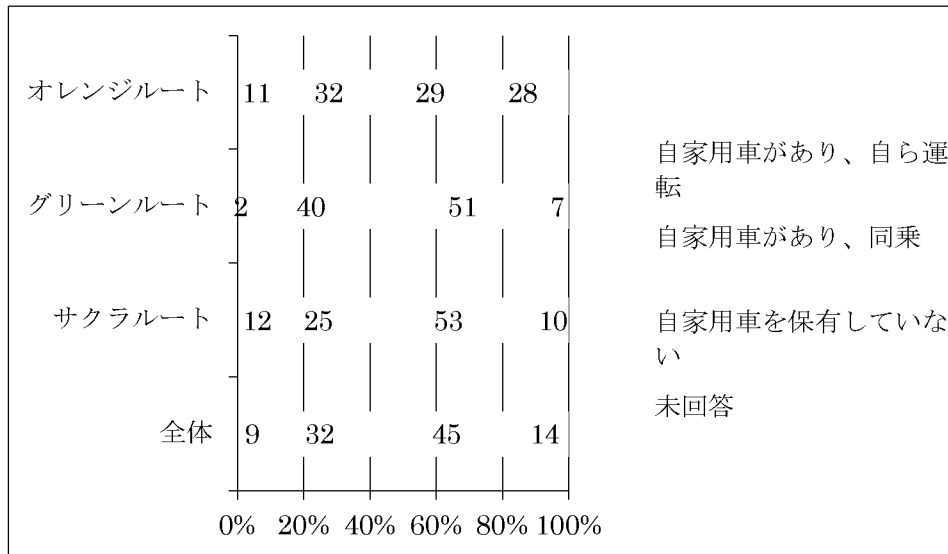 オレンジルート 11 32 29 28
自家用車があり、自ら運
転
グリーンルート 2 40 51 7
自家用車があり、同乗
サクラルート 12 25 53 10
自家用車を保有していな
い
未回答
全体 9 32 45 14
0% 20% 40% 60% 80% 100%